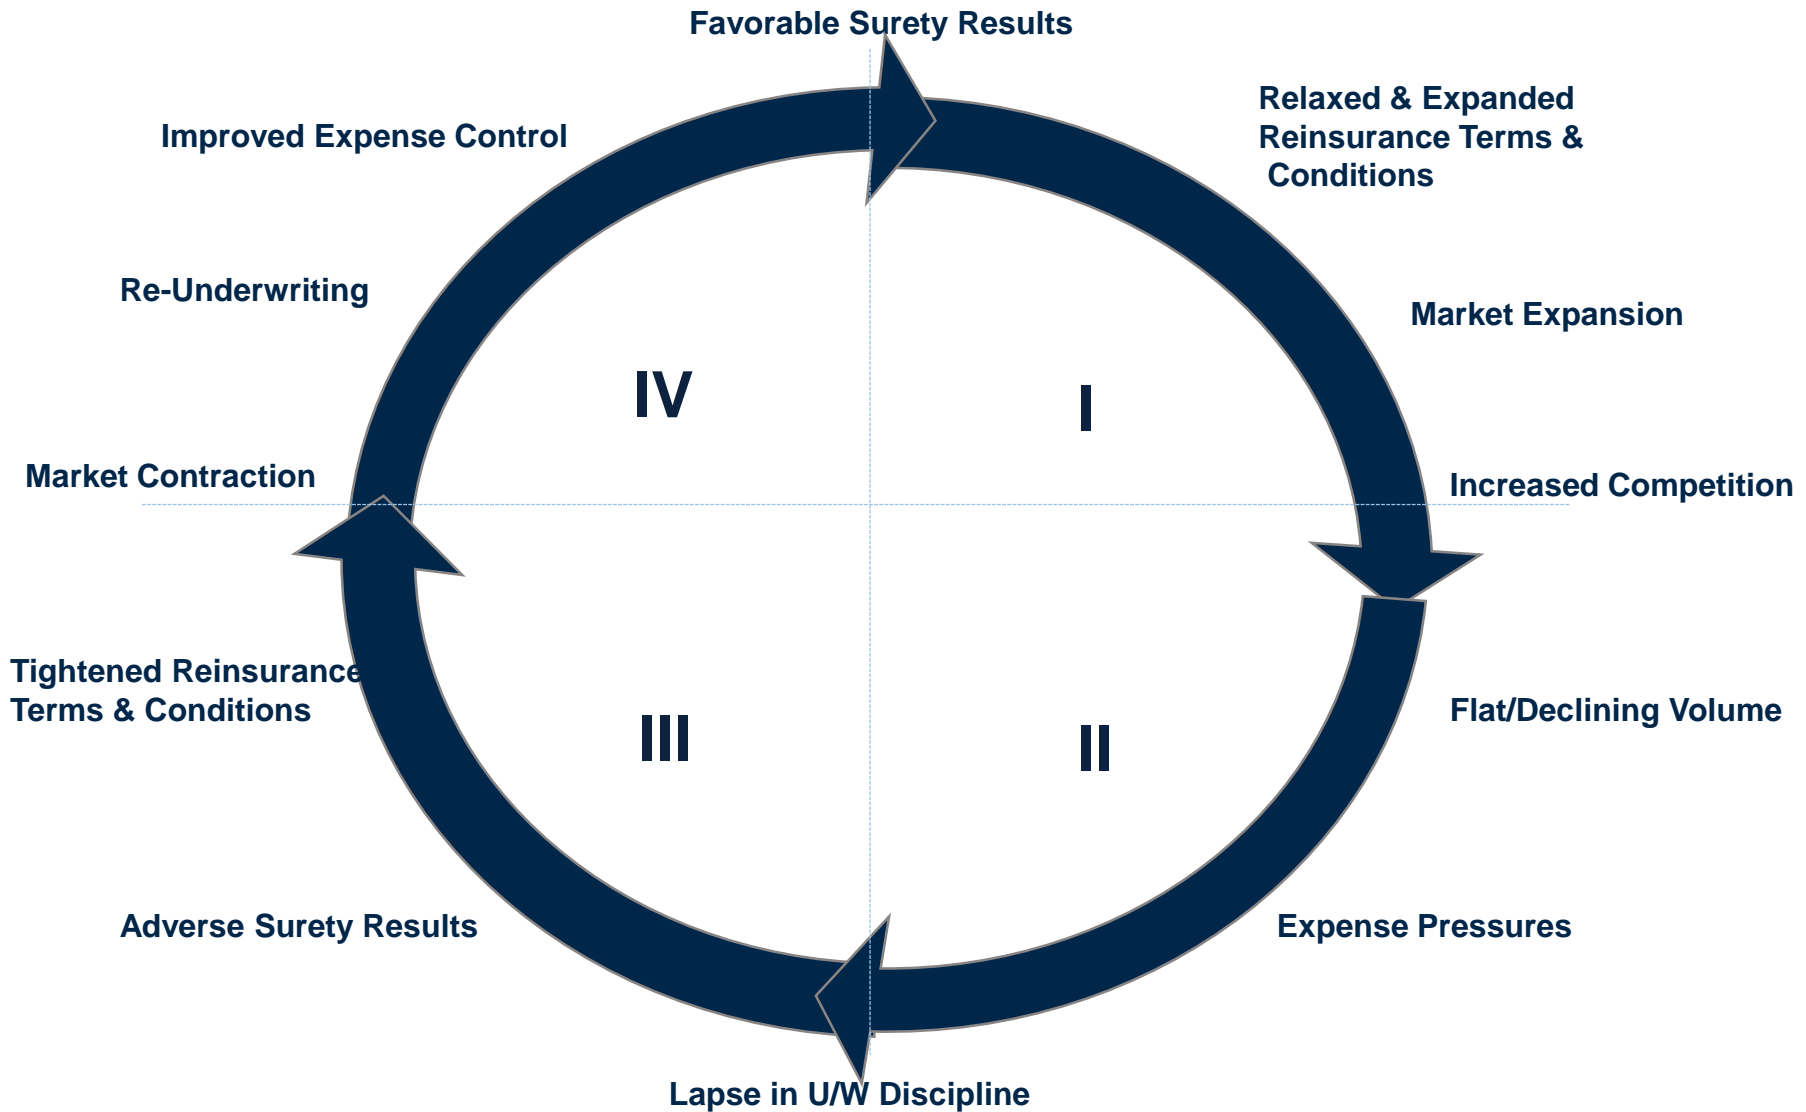 Favorable Surety Results
Relaxed & Expanded
Reinsurance Terms &
Conditions
Improved Expense Control
Re-Underwriting
Market Expansion
IV
I
Market Contraction
Increased Competition
Tightened Reinsurance
Terms & Conditions
Flat/Declining Volume
III
II
Adverse Surety Results
Expense Pressures
Lapse in U/W Discipline